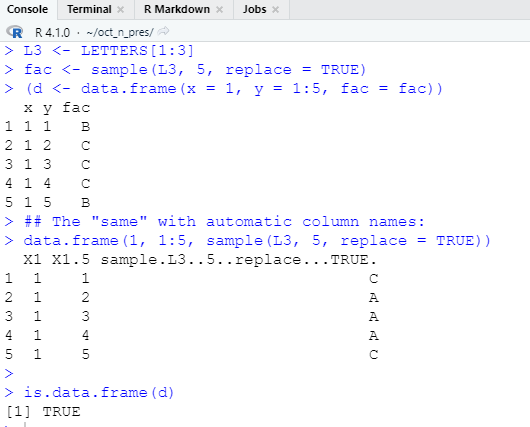 Console Terminal × R Markdown × Jobs ×
R R 4.1.0 · ~/oct_n_pres/
> L3 <- LETTERS[1:3]
> fac <- sample(L3, 5, replace = TRUE)
> (d <- data.frame(x = 1, y = 1:5, fac = fac))
  x y fac
1 1 1   B
2 1 2   C
3 1 3   C
4 1 4   C
5 1 5   B
> ## The "same" with automatic column names:
> data.frame(1, 1:5, sample(L3, 5, replace = TRUE))
  X1 X1.5 sample.L3..5..replace...TRUE.
1  1    1                             C
2  1    2                             A
3  1    3                             A
4  1    4                             A
5  1    5                             C
>
> is.data.frame(d)
[1] TRUE
>